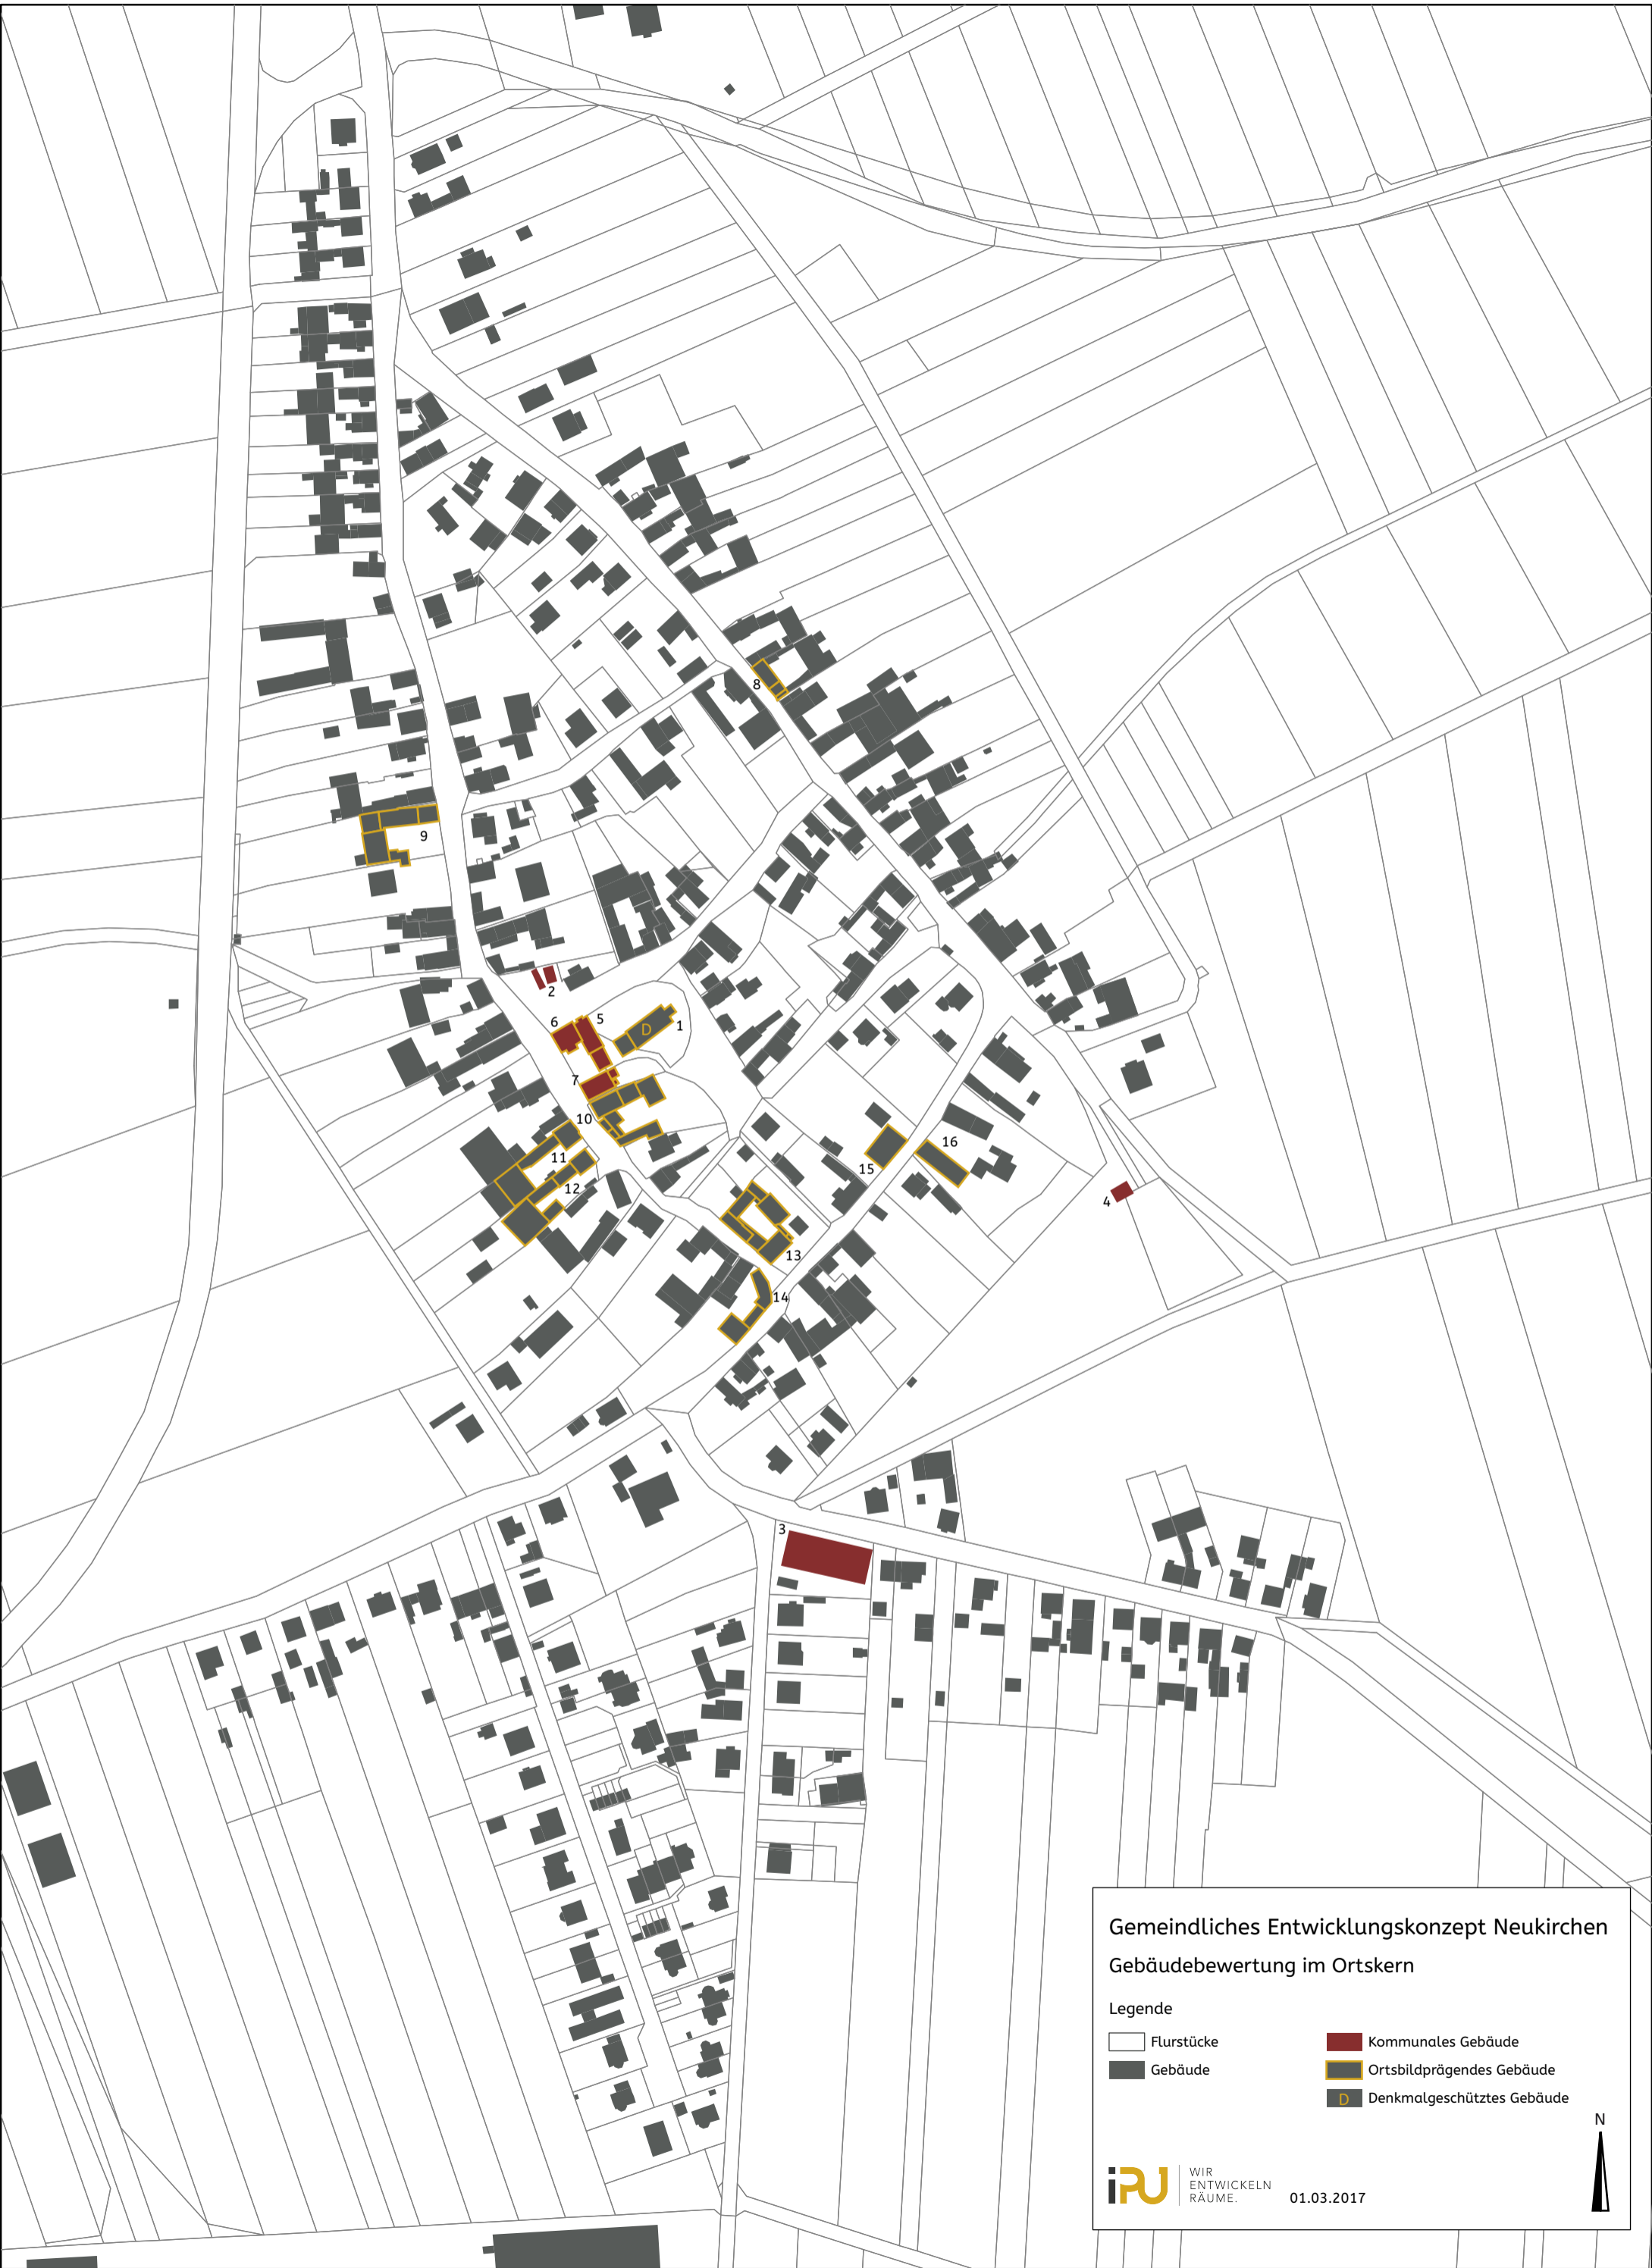 8
9
2
6
5
D
1
7
10
11
12
15
16
4
13
14
3
Gemeindliches Entwicklungskonzept Neukirchen
Gebäudebewertung im Ortskern
Legende
Flurstücke
Kommunales Gebäude
Gebäude
Ortsbildprägendes Gebäude
D
Denkmalgeschütztes Gebäude
N
iPU
WIR
ENTWICKELN
RÄUME.
01.03.2017